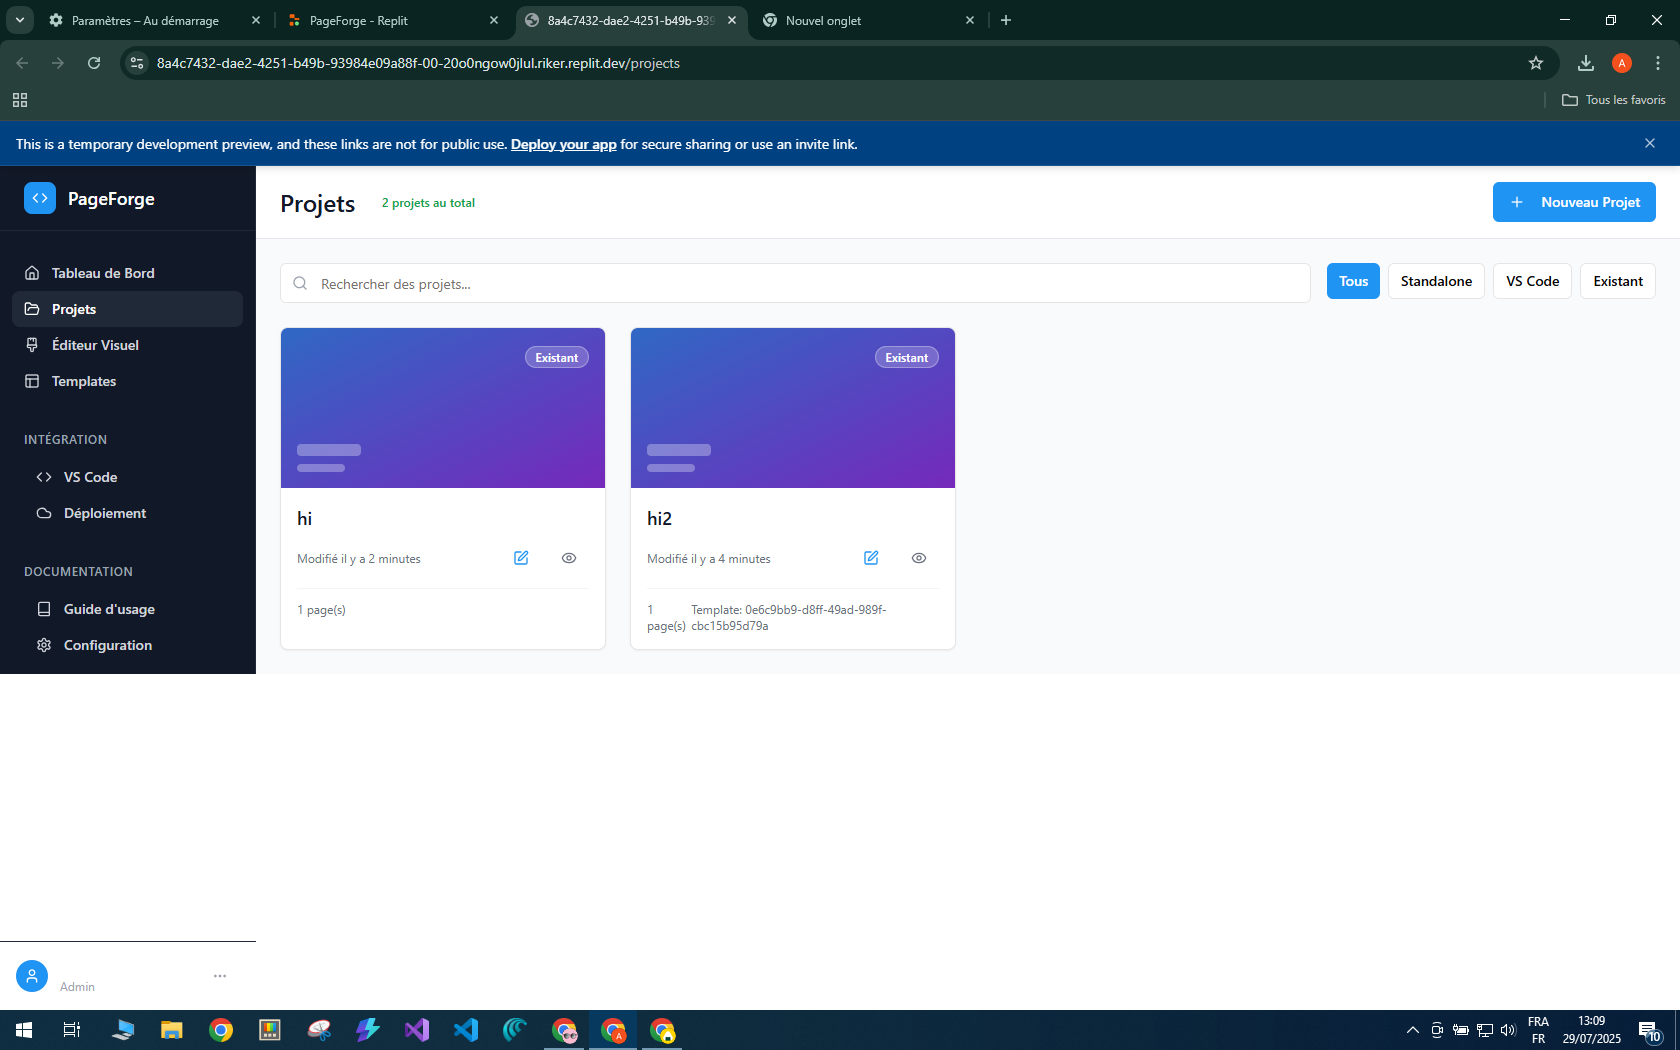 Paramètres – Au démarrage
PageForge - Replit
8a4c7432-dae2-4251-b49b-939
Nouvel onglet
8a4c7432-dae2-4251-b49b-93984e09a88f-00-20o0ngow0jlul.riker.replit.dev/projects
A
Tous les favoris
This is a temporary development preview, and these links are not for public use. Deploy your app for secure sharing or use an invite link.
PageForge
Projets
2 projets au total
Nouveau Projet
Tableau de Bord
Projets
Éditeur Visuel
Templates
INTÉGRATION
VS Code
Déploiement
DOCUMENTATION
Guide d'usage
Configuration
Rechercher des projets...
Tous
Standalone
VS Code
Existant
Existant
hi
Modifié il y a 2 minutes
1 page(s)
Existant
hi2
Modifié il y a 4 minutes
1 page(s)
Template: 0e6c9bb9-d8ff-49ad-989f-
cbc15b95d79a
Admin
FRA
FR
13:09
29/07/2025
10